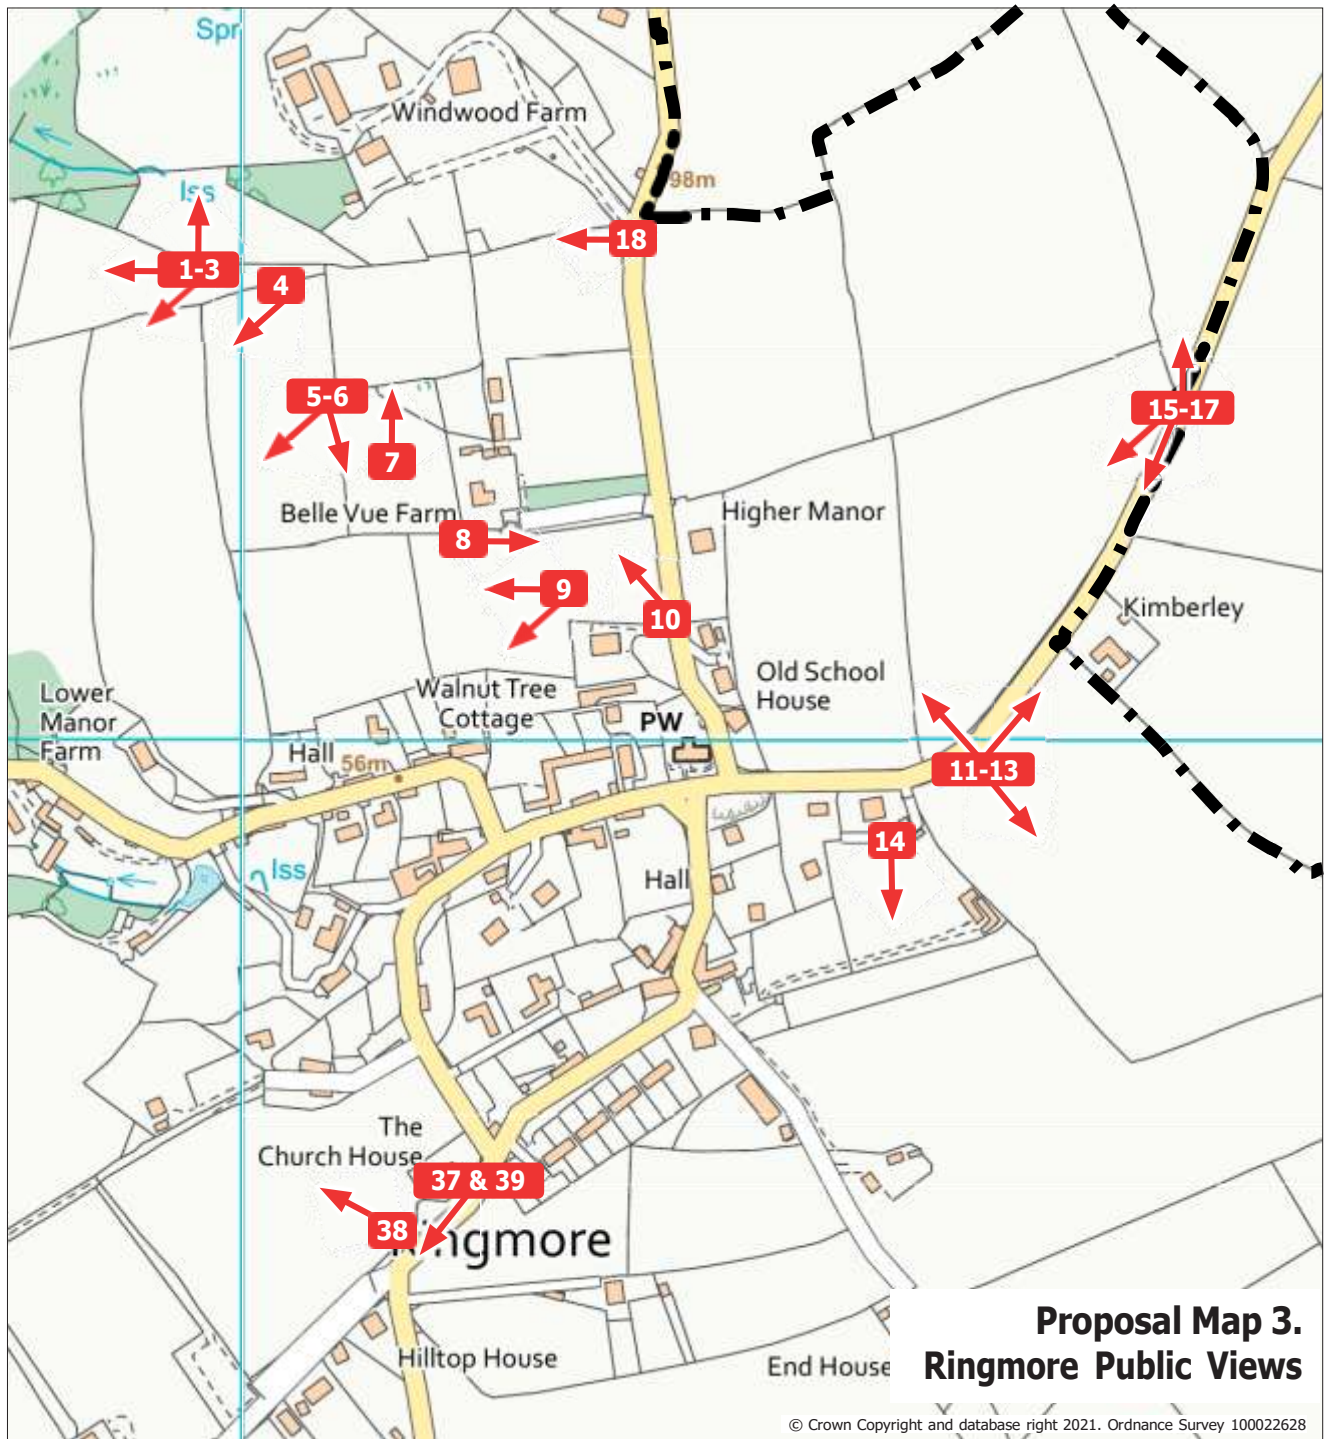 Spr
Windwood Farm
98m
Iss
18
1-3
4
5-6
15-17
7
Belle Vue Farm
Higher Manor
8
9
10
Kimberley
Old School
House
Lower
Manor
Farm
Walnut Tree
Cottage
PW
Hall
56m
11-13
14
Iss
Hall
The
Church House
37 & 39
38
Ringmore
Hilltop House
End House
Proposal Map 3.
Ringmore Public Views
© Crown Copyright and database right 2021. Ordnance Survey 100022628